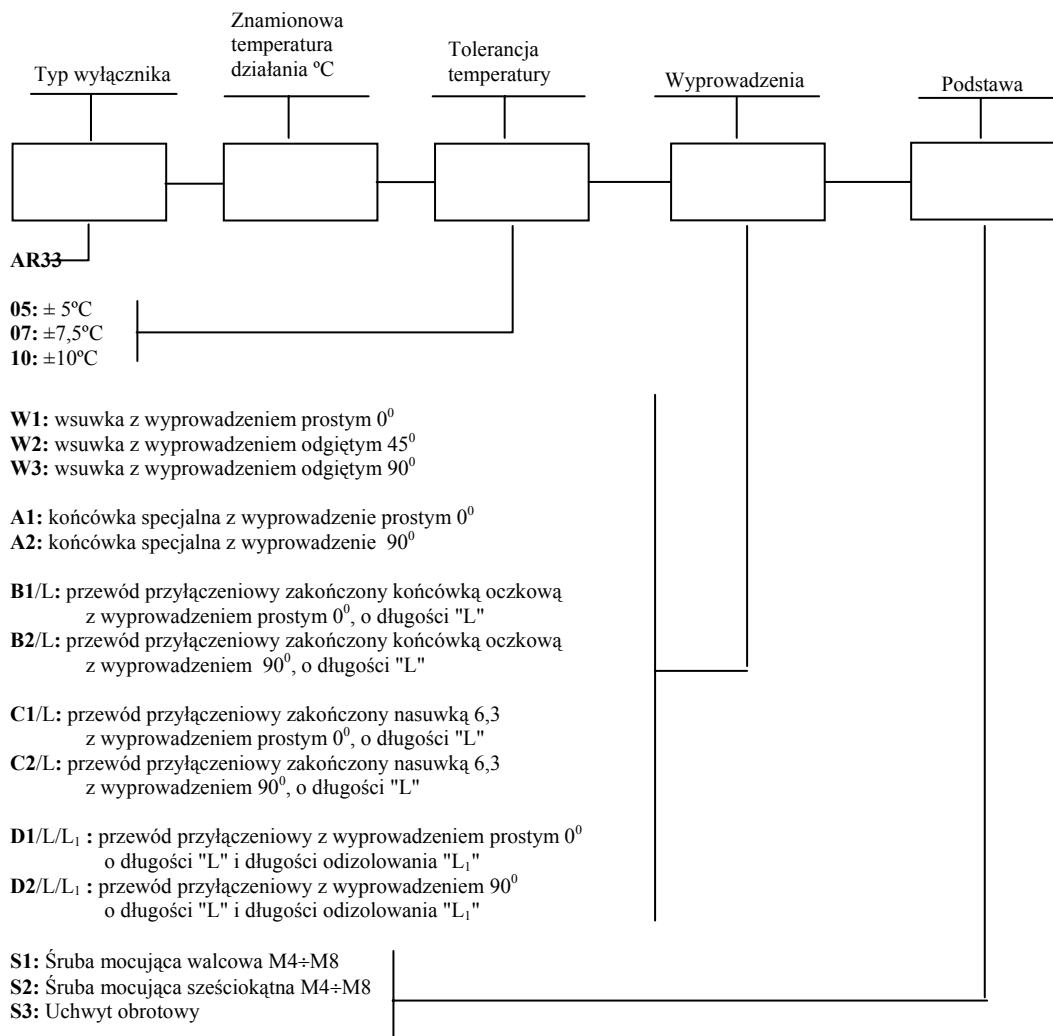 Typ wyłącznika
Znamionowa
temperatura
działania ºC
Tolerancja
temperatury
Wyprowadzenia
Podstawa
AR33
05: ± 5ºC
07: ±7,5ºC
10: ±10ºC
W1: wsuwka z wyprowadzeniem prostym 0⁰
W2: wsuwka z wyprowadzeniem odgiętym 45⁰
W3: wsuwka z wyprowadzeniem odgiętym 90⁰
A1: końcówka specjalna z wyprowadzenie prostym 0⁰
A2: końcówka specjalna z wyprowadzenie 90⁰
B1/L: przewód przyłączeniowy zakończony końcówką oczkową
z wyprowadzeniem prostym 0⁰, o długości "L"
B2/L: przewód przyłączeniowy zakończony końcówką oczkową
z wyprowadzeniem 90⁰, o długości "L"
C1/L: przewód przyłączeniowy zakończony nasuwką 6,3
z wyprowadzeniem prostym 0⁰, o długości "L"
C2/L: przewód przyłączeniowy zakończony nasuwką 6,3
z wyprowadzeniem 90⁰, o długości "L"
D1/L/L₁ : przewód przyłączeniowy z wyprowadzeniem prostym 0⁰
o długości "L" i długości odizolowania "L₁"
D2/L/L₁ : przewód przyłączeniowy z wyprowadzeniem 90⁰
o długości "L" i długości odizolowania "L₁"
S1: Śruba mocująca walcowa M4÷M8
S2: Śruba mocująca sześciokątna M4÷M8
S3: Uchwyt obrotowy